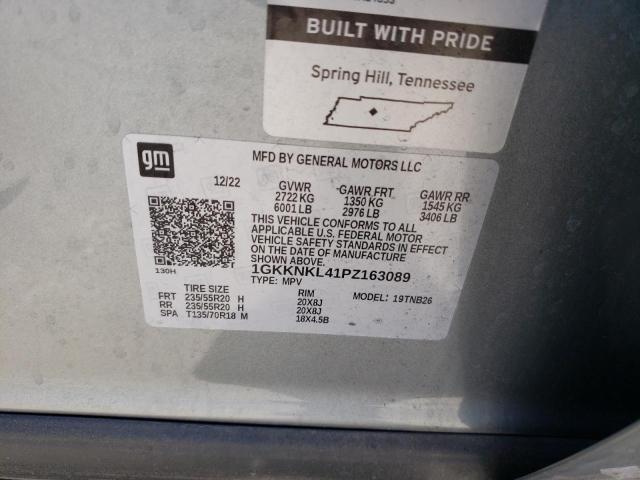 BUILT WITH PRIDE
Spring Hill, Tennessee
gm
MFD BY GENERAL MOTORS LLC
12/22 GVWR GAWR FRT GAWR RR
2722 KG 1350 KG 1545 KG
6001 LB 2976 LB 3406 LB
THIS VEHICLE CONFORMS TO ALL
APPLICABLE U.S. FEDERAL MOTOR
VEHICLE SAFETY STANDARDS IN EFFECT
ON THE DATE OF MANUFACTURE
SHOWN ABOVE.
1GKKNKL41PZ163089
130H
TYPE: MPV
TIRE SIZE RIM MODEL: 19TNB26
FRT 235/55R20 H 20X8J
RR 235/55R20 H 20X8J
SPA T135/70R18 M 18X4.5B